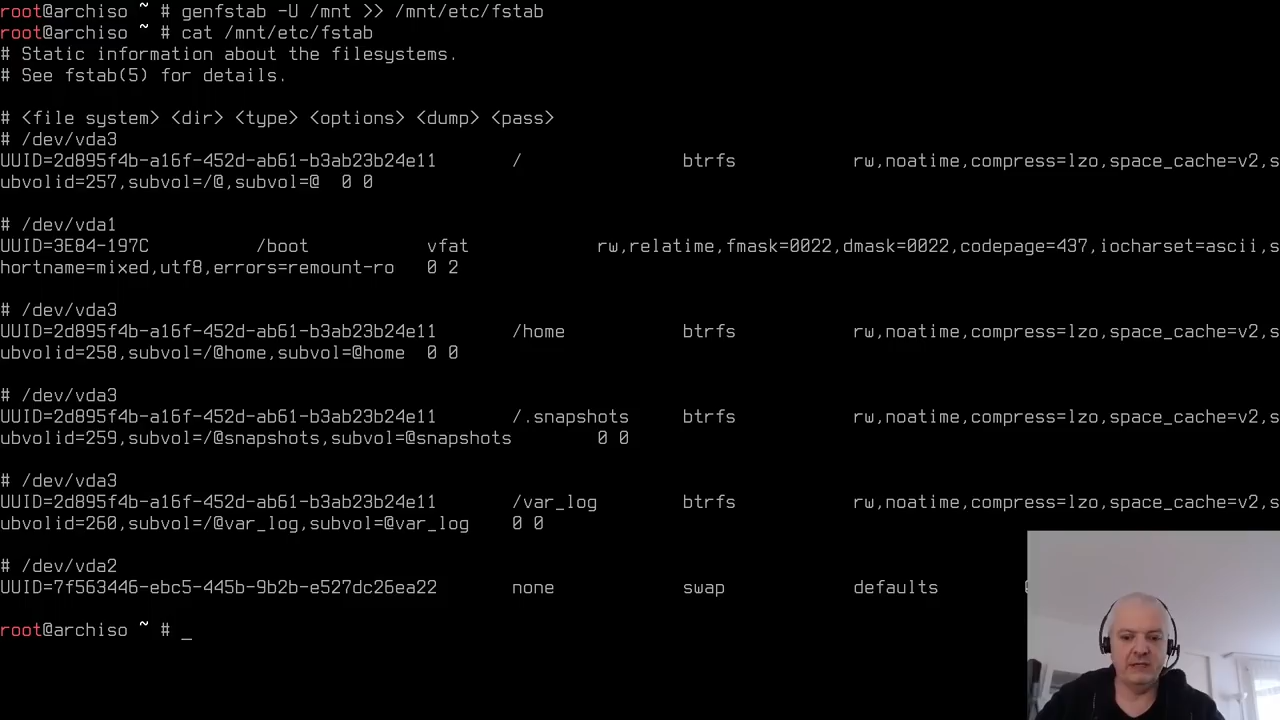 root@archiso ~ # genfstab -U /mnt >> /mnt/etc/fstab
root@archiso ~ # cat /mnt/etc/fstab
# Static information about the filesystems.
# See fstab(5) for details.
# <file system> <dir> <type> <options> <dump> <pass>
# /dev/vda3
UUID=2d895f4b-a16f-452d-ab61-b3ab23b24e11 / btrfs rw,noatime,compress=lzo,space_cache=v2,s
ubvolid=257,subvol=/@,subvol=@ 0 0
# /dev/vda1
UUID=3E84-197C /boot vfat rw,relatime,fmask=0022,dmask=0022,codepage=437,iocharset=ascii,s
hortname=mixed,utf8,errors=remount-ro 0 2
# /dev/vda3
UUID=2d895f4b-a16f-452d-ab61-b3ab23b24e11 /home btrfs rw,noatime,compress=lzo,space_cache=v2,s
ubvolid=258,subvol=/@home,subvol=@home 0 0
# /dev/vda3
UUID=2d895f4b-a16f-452d-ab61-b3ab23b24e11 /.snapshots btrfs rw,noatime,compress=lzo,space_cache=v2,s
ubvolid=259,subvol=/@snapshots,subvol=@snapshots 0 0
# /dev/vda3
UUID=2d895f4b-a16f-452d-ab61-b3ab23b24e11 /var_log btrfs rw,noatime,compress=lzo,space_cache=v2,s
ubvolid=260,subvol=/@var_log,subvol=@var_log 0 0
# /dev/vda2
UUID=7f563446-ebc5-445b-9b2b-e527dc26ea22 none swap defaults
root@archiso ~ # _